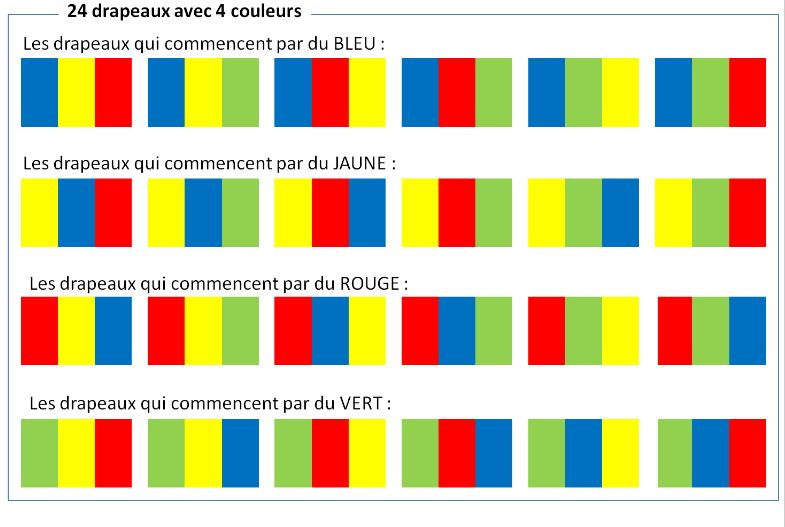 24 drapeaux avec 4 couleurs
Les drapeaux qui commencent par du BLEU :
Les drapeaux qui commencent par du JAUNE :
Les drapeaux qui commencent par du ROUGE :
Les drapeaux qui commencent par du VERT :